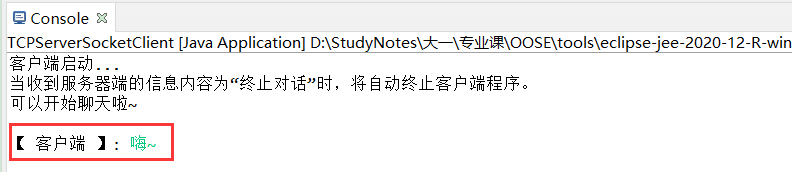 Console
TCPServerSocketClient [Java Application] D:\StudyNotes\大一\专业课\OOSE\tools\eclipse-jee-2020-12-R-win
客户端启动...
当收到服务器端的信息内容为“终止对话”时，将自动终止客户端程序。
可以开始聊天啦~
【 客户端 】: 嗨~